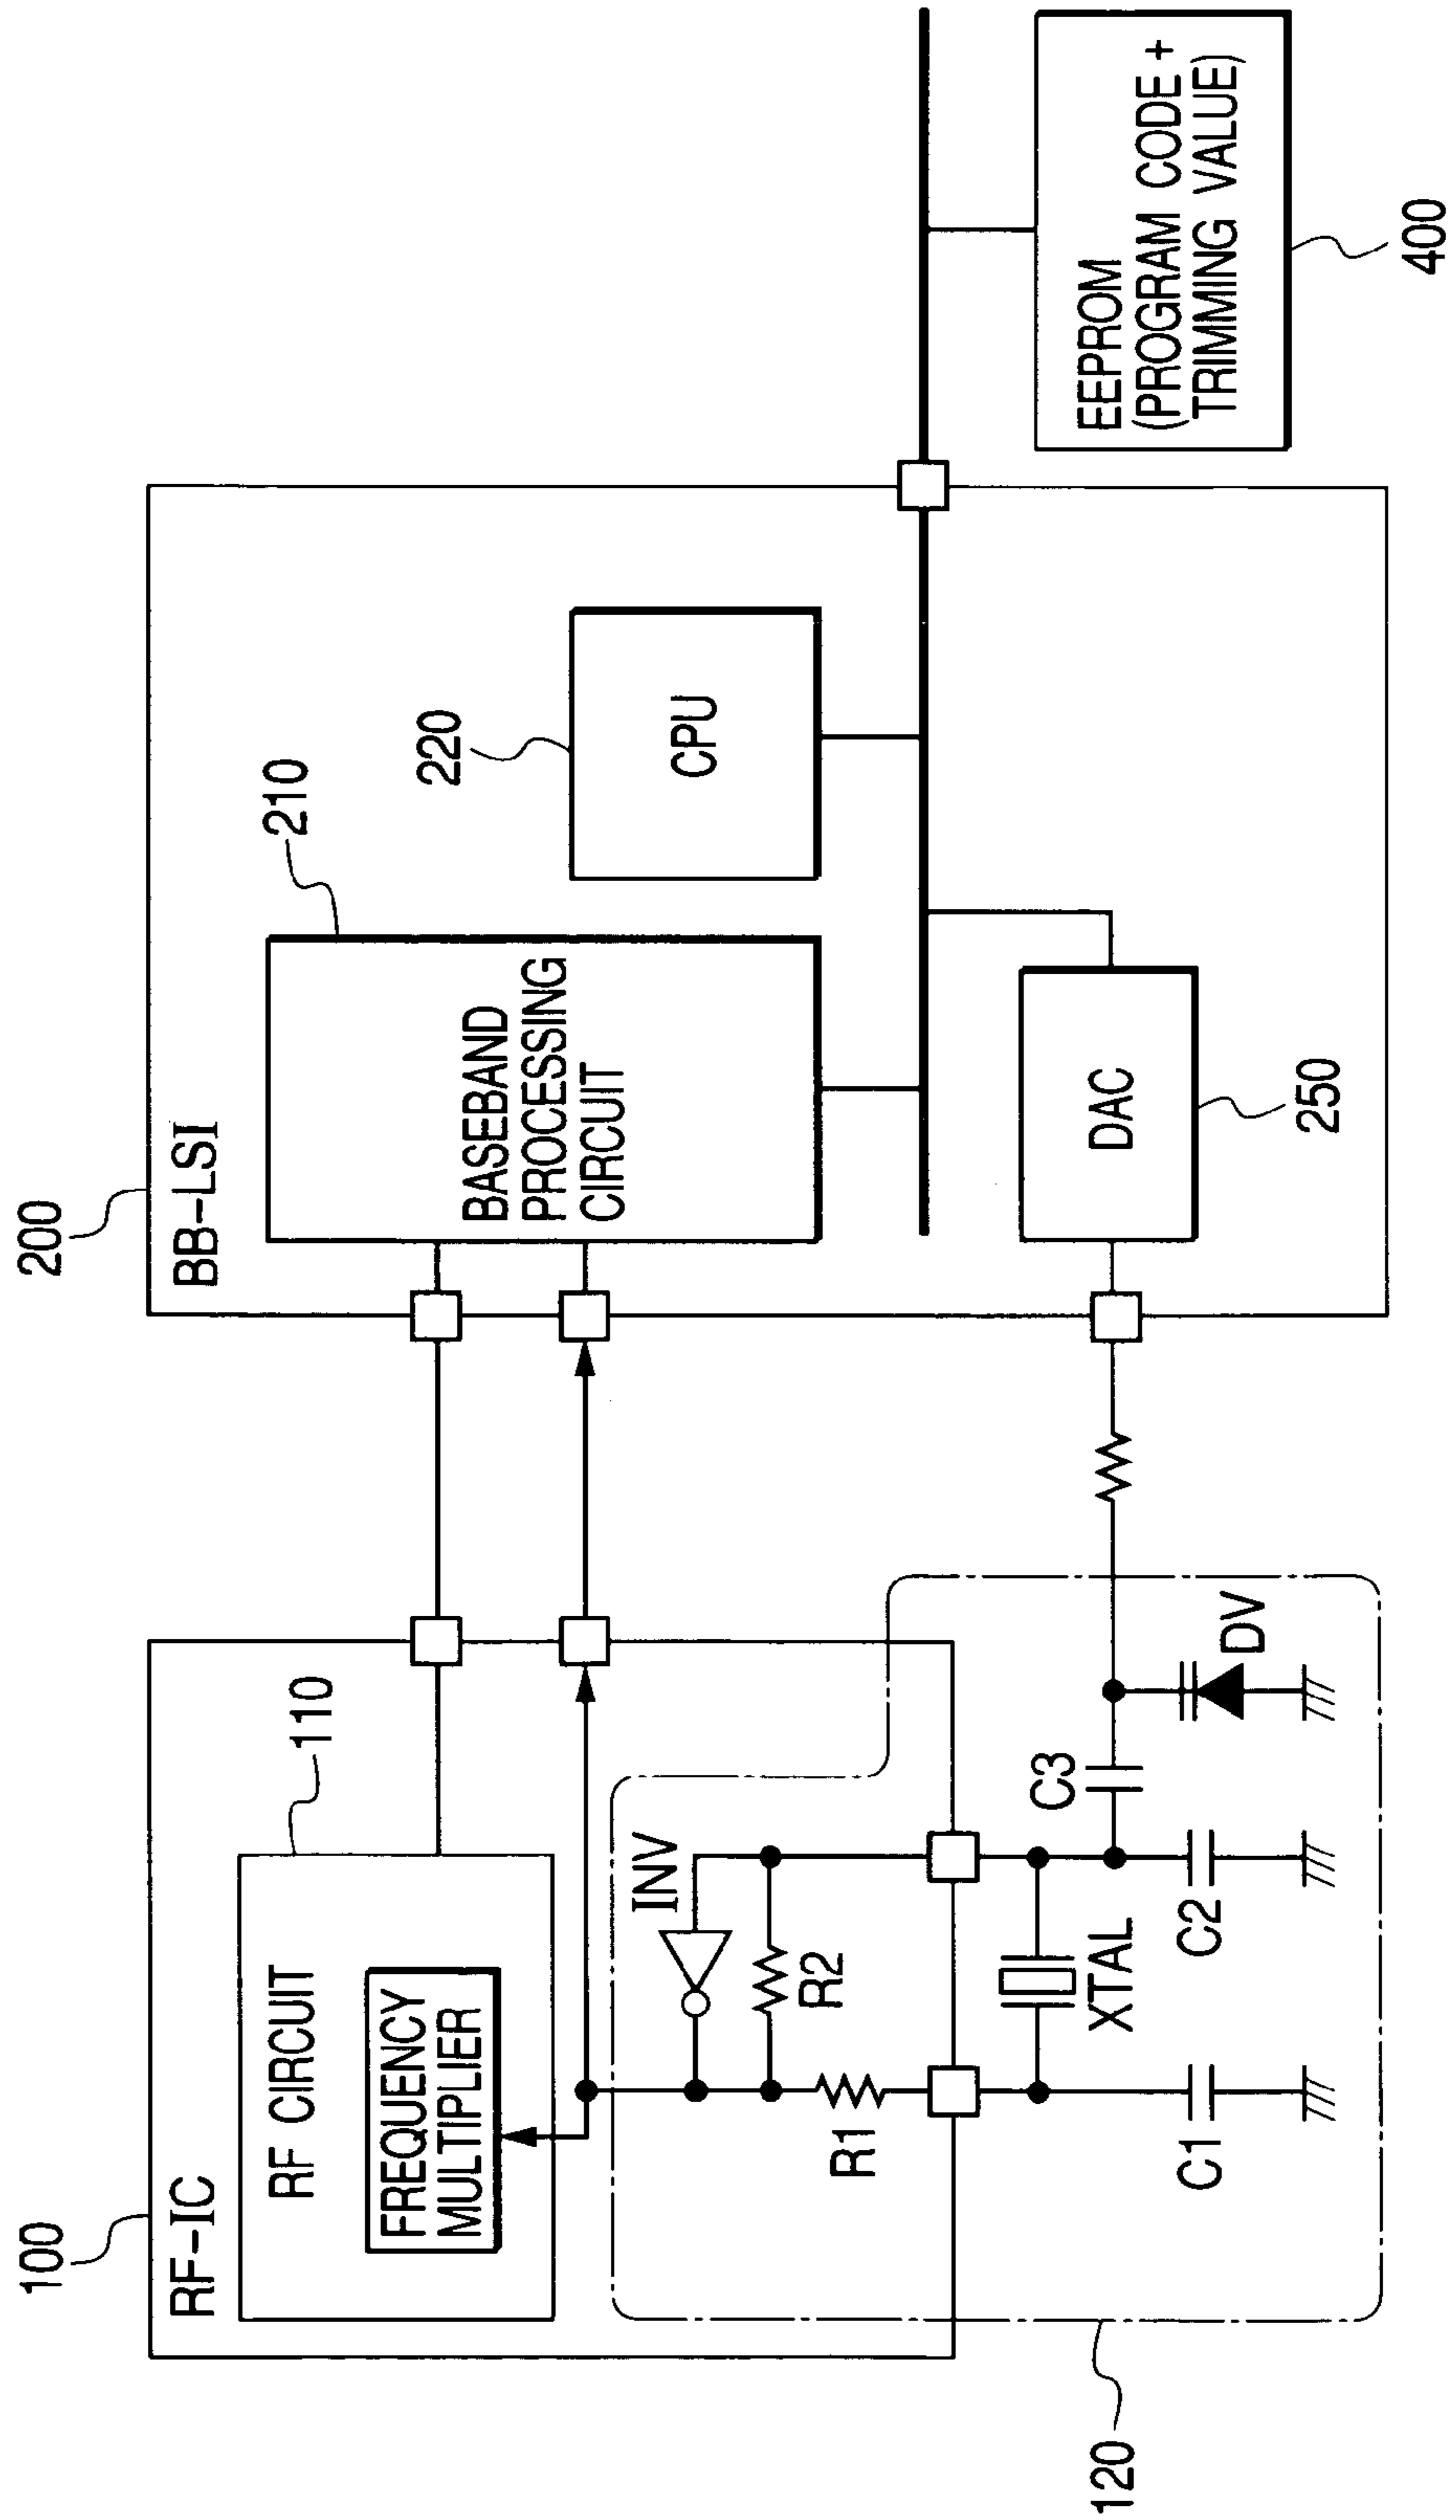 100
RF-IC
RF CIRCUIT
FREQUENCY
MULTIPLIER
110
INV
R2
R1
XTAL
C1
C2
C3
DV
120
200
BB-LSI
BASEBAND
PROCESSING
CIRCUIT
210
CPU
220
DAC
250
EEPROM
(PROGRAM CODE +
TRIMMING VALUE)
400